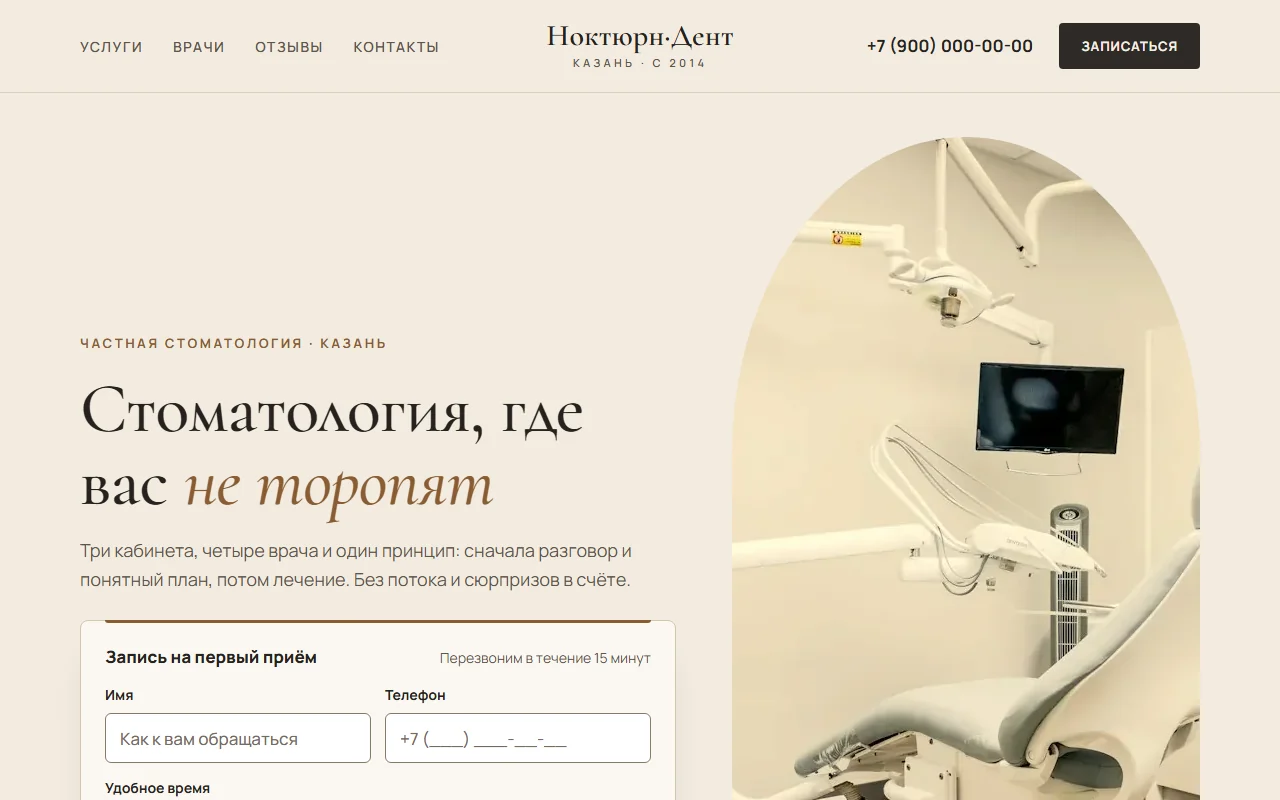 УСЛУГИ
ВРАЧИ
ОТЗЫВЫ
КОНТАКТЫ
Ноктюрн·Дент
КАЗАНЬ · С 2014
+7 (900) 000-00-00
ЗАПИСАТЬСЯ
ЧАСТНАЯ СТОМАТОЛОГИЯ · КАЗАНЬ
Стоматология, где
вас не торопят
Три кабинета, четыре врача и один принцип: сначала разговор и
понятный план, потом лечение. Без потока и сюрпризов в счёте.
Запись на первый приём
Перезвоним в течение 15 минут
Имя
Телефон
Как к вам обращаться
+7 (___) ___-__-__
Удобное время